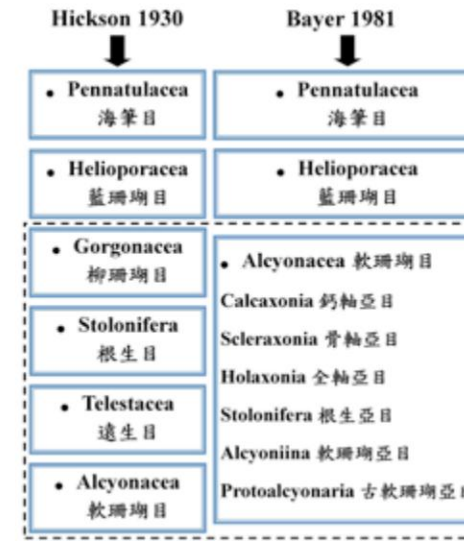 Hickson 1930
• Pennatulacea
海筆目
• Helioporacea
藍珊瑚目
• Gorgonacea
柳珊瑚目
• Stolonifera
根生目
• Telestacea
遠生目
• Alcyonacea
軟珊瑚目
Bayer 1981
• Pennatulacea
海筆目
• Helioporacea
藍珊瑚目
• Alcyonacea 軟珊瑚目
Calcaxonia 鈣軸亞目
Scleraxonia 骨軸亞目
Holaxonia 全軸亞目
Stolonifera 根生亞目
Alcyoniina 軟珊瑚亞目
Protoalcyonaria 古軟珊瑚亞